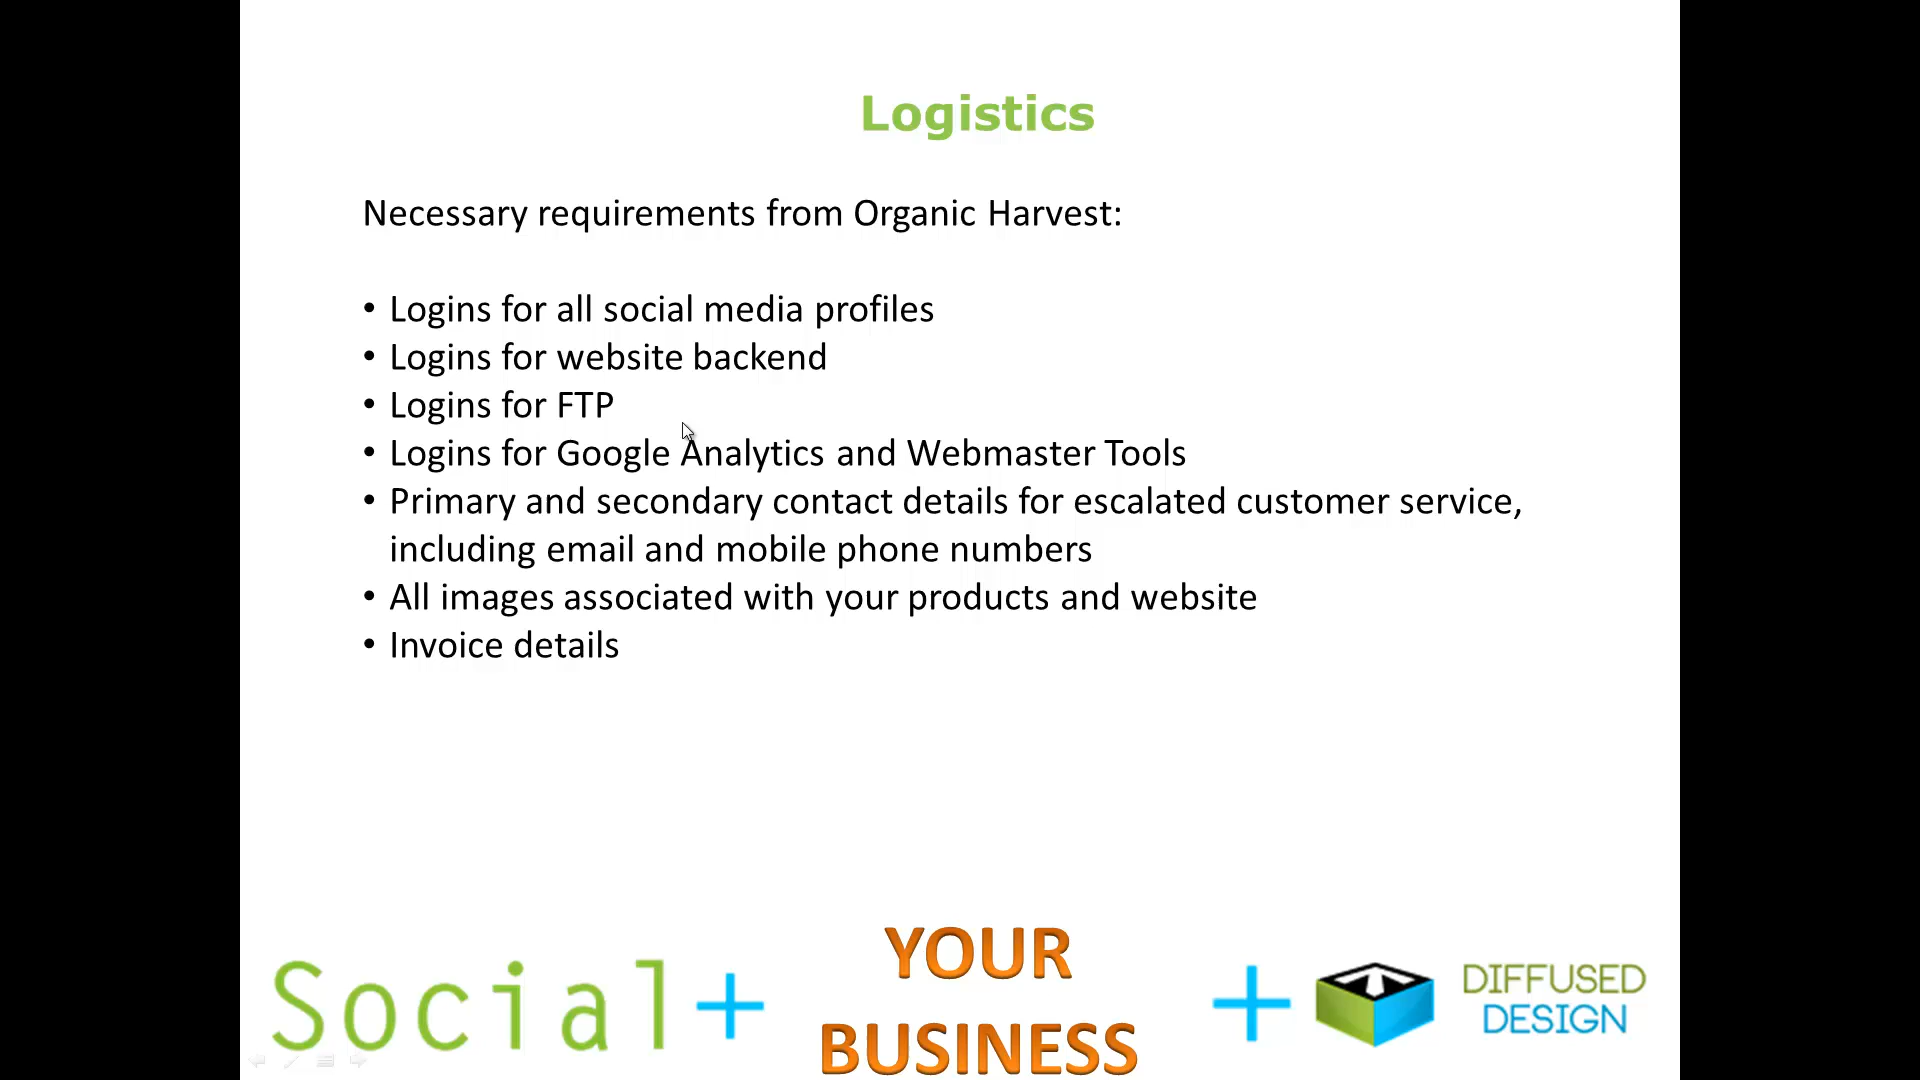 Logistics
Necessary requirements from Organic Harvest:
• Logins for all social media profiles
• Logins for website backend
• Logins for FTP
• Logins for Google Analytics and Webmaster Tools
• Primary and secondary contact details for escalated customer service,
including email and mobile phone numbers
• All images associated with your products and website
• Invoice details
Social+
YOUR
BUSINESS
+
DIFFUSED
DESIGN